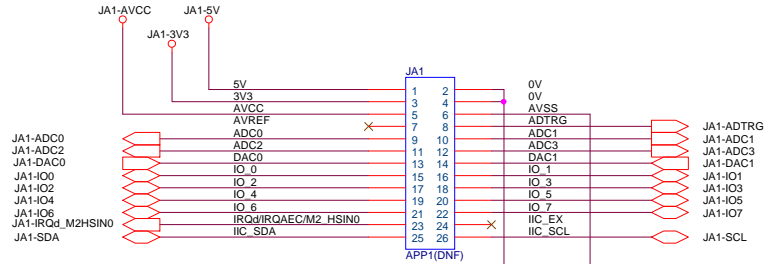 JA1-AVCC JA1-5V
JA1-3V3
JA1
5V 1 2 0V
3V3 3 4 0V
AVCC 5 6 AVSS
AVREF 7 8 ADTRG JA1-ADTRG
JA1-ADC0 ADC0 9 10 ADC1 JA1-ADC1
JA1-ADC2 ADC2 11 12 ADC3 JA1-ADC3
JA1-DAC0 DAC0 13 14 DAC1 JA1-DAC1
JA1-IO0 IO_0 15 16 IO_1 JA1-IO1
JA1-IO2 IO_2 17 18 IO_3 JA1-IO3
JA1-IO4 IO_4 19 20 IO_5 JA1-IO5
JA1-IO6 IO_6 21 22 IO_7 JA1-IO7
JA1-IRQd_M2HSIN0 IRQd/IRQAEC/M2_HSIN0 23 24 IIC_EX
JA1-SDA IIC_SDA 25 26 IIC_SCL JA1-SCL
APP1(DNF)